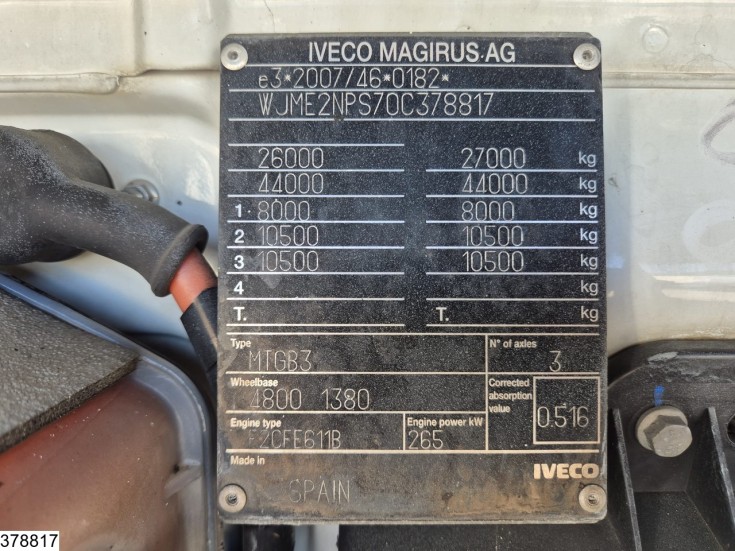 IVECO MAGIRUS AG
e3*2007/46*0182*
WJME2NPS70C378817
26000 27000 kg
44000 44000 kg
1 8000 8000 kg
2 10500 10500 kg
3 10500 10500 kg
4 kg
T. T. kg
Type N° of axles
MTGB3 3
Wheelbase Corrected absorption value
4800 1380 0.516
Engine type Engine power kW
F2CFE611B 265
Made in IVECO
SPAIN
378817